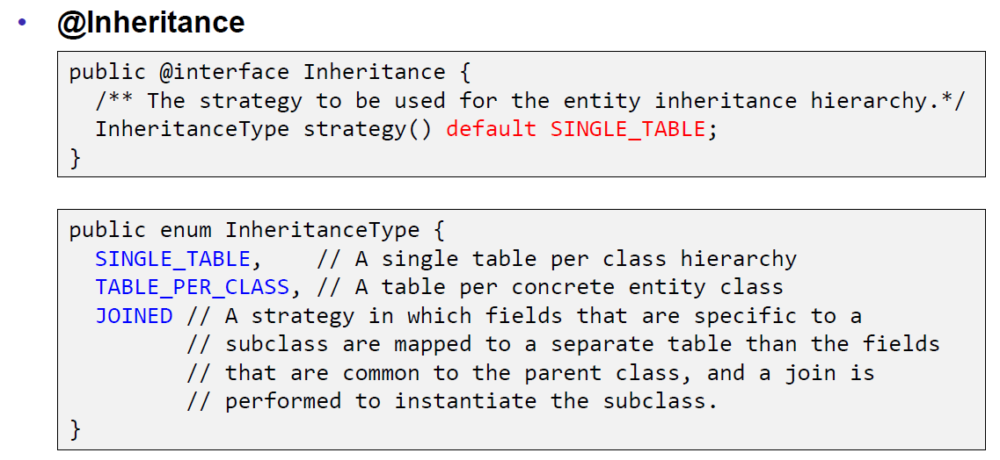 • @Inheritance
public @interface Inheritance {
  /** The strategy to be used for the entity inheritance hierarchy.*/
  InheritanceType strategy() default SINGLE_TABLE;
}
public enum InheritanceType {
  SINGLE_TABLE,    // A single table per class hierarchy
  TABLE_PER_CLASS, // A table per concrete entity class
  JOINED // A strategy in which fields that are specific to a
         // subclass are mapped to a separate table than the fields
         // that are common to the parent class, and a join is
         // performed to instantiate the subclass.
}